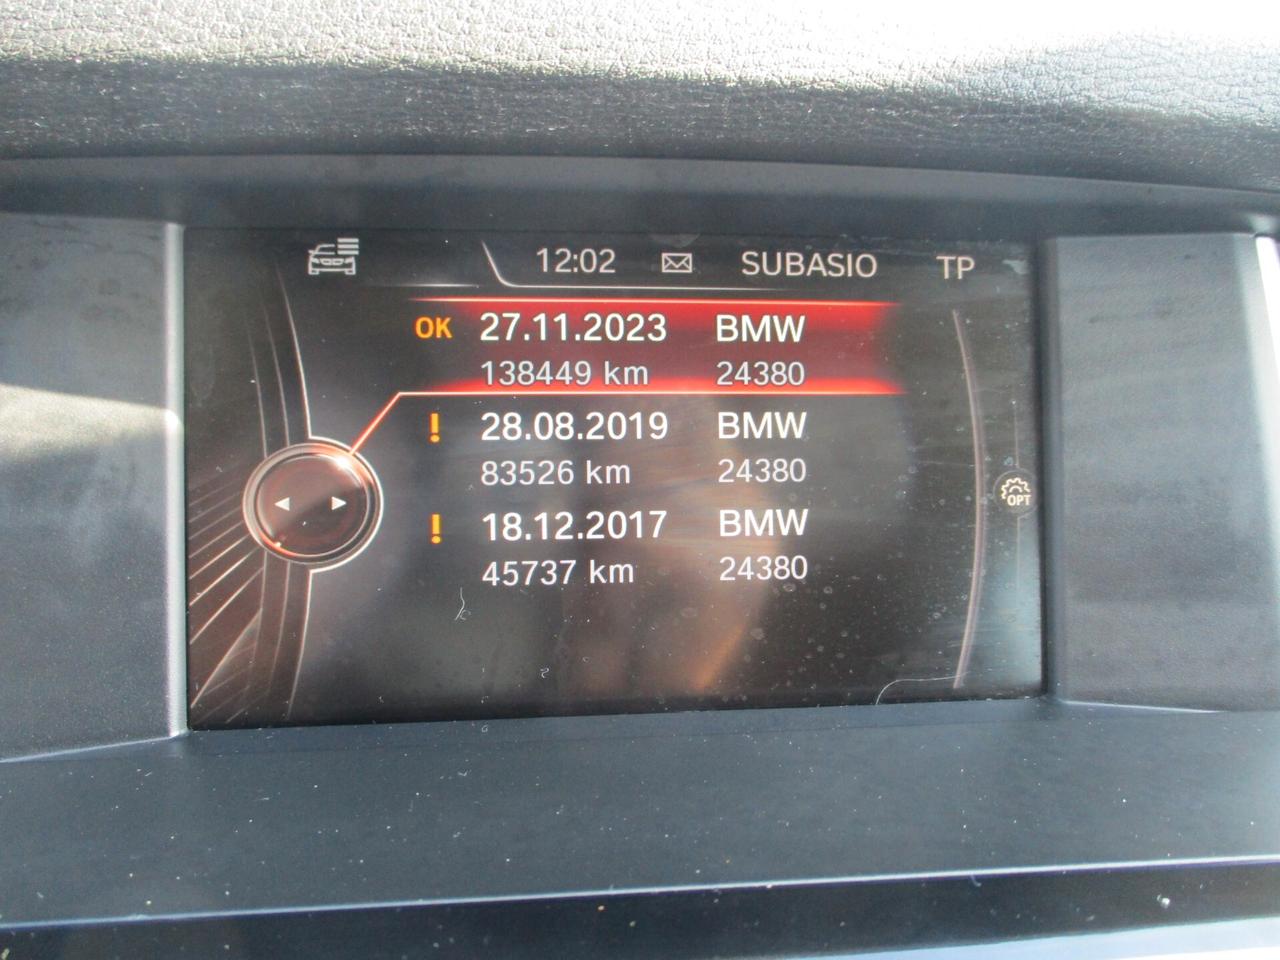 12:02 SUBASIO TP
OK 27.11.2023 BMW
138449 km 24380
! 28.08.2019 BMW
83526 km 24380
OPT
! 18.12.2017 BMW
45737 km 24380